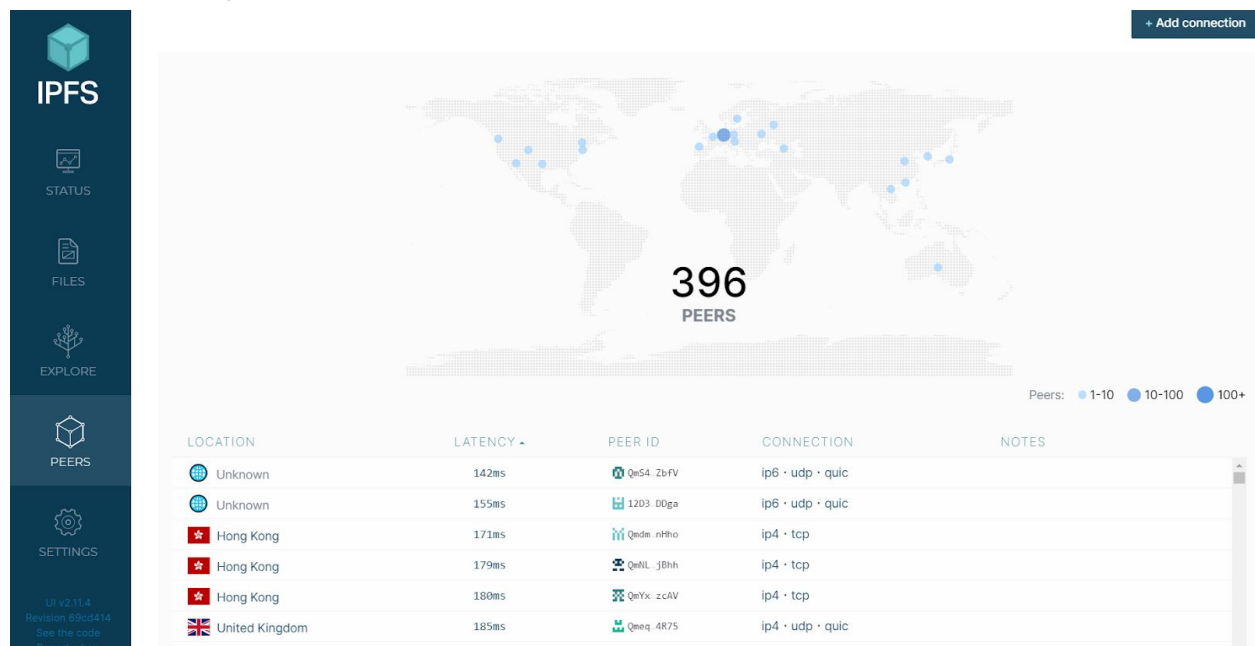 + Add connection
IPFS
STATUS
FILES
EXPLORE
PEERS
SETTINGS
UI v2.11.4
Revision 69cd414
See the code
396
PEERS
Peers: 1-10 10-100 100+
LOCATION LATENCY PEER ID CONNECTION NOTES
Unknown 142ms QmS4…ZbfV ip6 · udp · quic
Unknown 155ms 12D3…DDga ip6 · udp · quic
Hong Kong 171ms Qmdm…nHho ip4 · tcp
Hong Kong 179ms QmNL…jBhh ip4 · tcp
Hong Kong 180ms QmYx…zcAV ip4 · tcp
United Kingdom 185ms Qmeq…4R75 ip4 · udp · quic